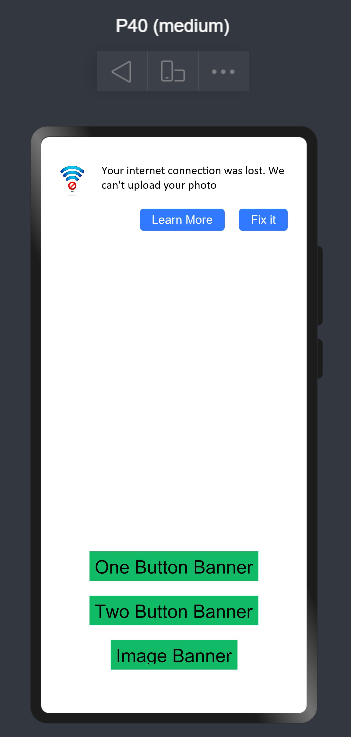 P40 (medium)
Your internet connection was lost. We
can't upload your photo
Learn More
Fix it
One Button Banner
Two Button Banner
Image Banner